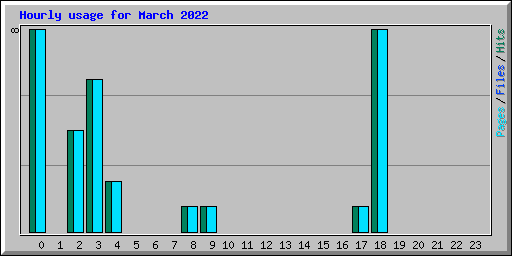 Hourly usage for March 2022
8
Pages/Files/Hits
0 1 2 3 4 5 6 7 8 9 10 11 12 13 14 15 16 17 18 19 20 21 22 23